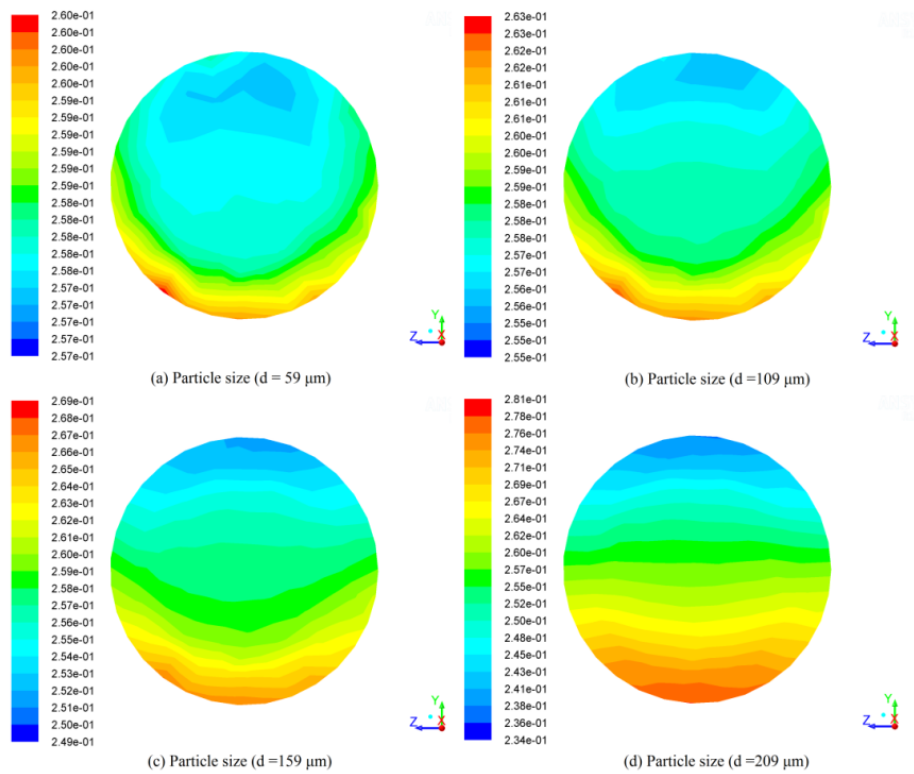 2.60e-01
2.60e-01
2.60e-01
2.60e-01
2.60e-01
2.59e-01
2.59e-01
2.59e-01
2.59e-01
2.59e-01
2.59e-01
2.58e-01
2.58e-01
2.58e-01
2.58e-01
2.58e-01
2.58e-01
2.57e-01
2.57e-01
2.57e-01
2.57e-01
Y
Z
X
(a) Particle size (d = 59 μm)
2.63e-01
2.63e-01
2.62e-01
2.62e-01
2.61e-01
2.61e-01
2.61e-01
2.60e-01
2.60e-01
2.60e-01
2.59e-01
2.59e-01
2.58e-01
2.58e-01
2.58e-01
2.57e-01
2.57e-01
2.56e-01
2.56e-01
2.55e-01
2.55e-01
Y
Z
X
(b) Particle size (d =109 μm)
2.69e-01
2.68e-01
2.67e-01
2.66e-01
2.65e-01
2.64e-01
2.63e-01
2.62e-01
2.61e-01
2.60e-01
2.59e-01
2.58e-01
2.57e-01
2.56e-01
2.55e-01
2.54e-01
2.53e-01
2.52e-01
2.51e-01
2.50e-01
2.49e-01
Y
Z
X
(c) Particle size (d =159 μm)
2.81e-01
2.78e-01
2.76e-01
2.74e-01
2.71e-01
2.69e-01
2.67e-01
2.64e-01
2.62e-01
2.60e-01
2.57e-01
2.55e-01
2.52e-01
2.50e-01
2.48e-01
2.45e-01
2.43e-01
2.41e-01
2.38e-01
2.36e-01
2.34e-01
Y
Z
X
(d) Particle size (d =209 μm)